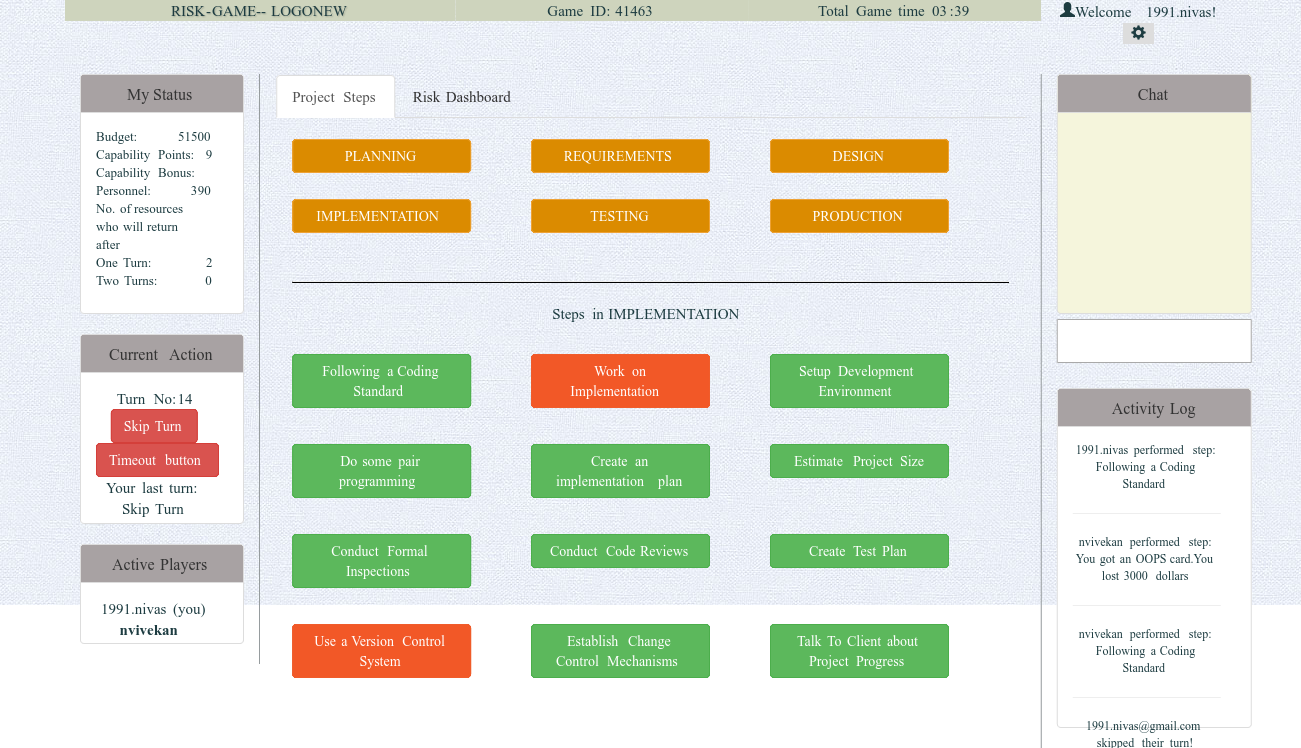 RISK-GAME-- LOGONEW
Game ID: 41463
Total Game time 03:39
Welcome 1991.nivas!
My Status
Budget: 51500
Capability Points: 9
Capability Bonus:
Personnel: 390
No. of resources
who will return
after
One Turn: 2
Two Turns: 0
Current Action
Turn No:14
Skip Turn
Timeout button
Your last turn:
Skip Turn
Active Players
1991.nivas (you)
nvivekan
Project Steps
Risk Dashboard
PLANNING
REQUIREMENTS
DESIGN
IMPLEMENTATION
TESTING
PRODUCTION
Steps in IMPLEMENTATION
Following a Coding
Standard
Work on
Implementation
Setup Development
Environment
Do some pair
programming
Create an
implementation plan
Estimate Project Size
Conduct Formal
Inspections
Conduct Code Reviews
Create Test Plan
Use a Version Control
System
Establish Change
Control Mechanisms
Talk To Client about
Project Progress
Chat
Activity Log
1991.nivas performed step:
Following a Coding
Standard
nvivekan performed step:
You got an OOPS card.You
lost 3000 dollars
nvivekan performed step:
Following a Coding
Standard
1991.nivas@gmail.com
skipped their turn!